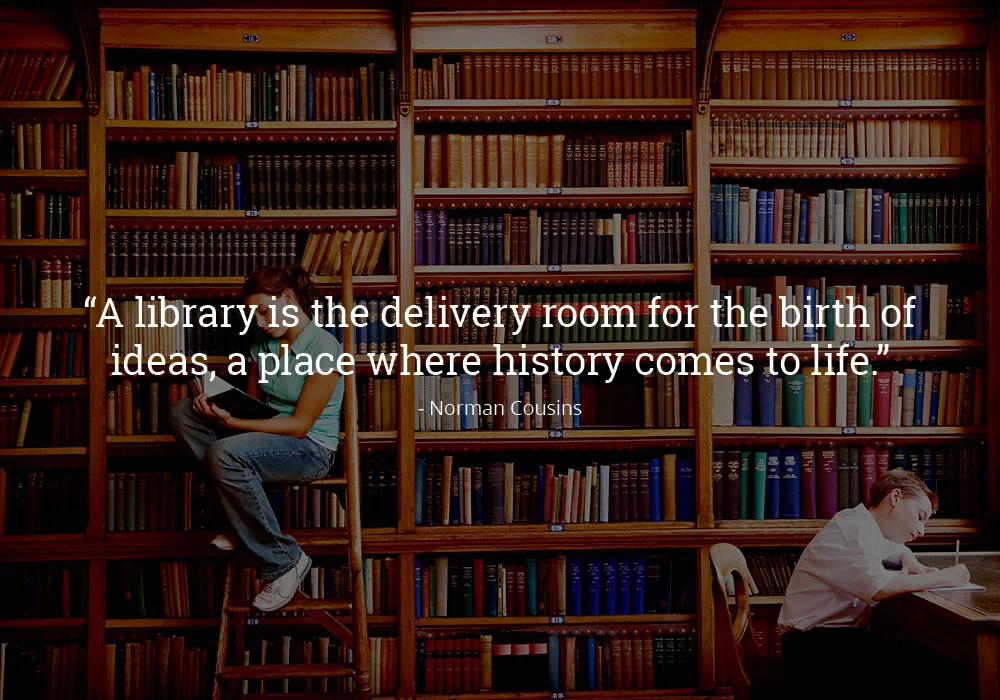 “A library is the delivery room for the birth of
ideas, a place where history comes to life.”
- Norman Cousins